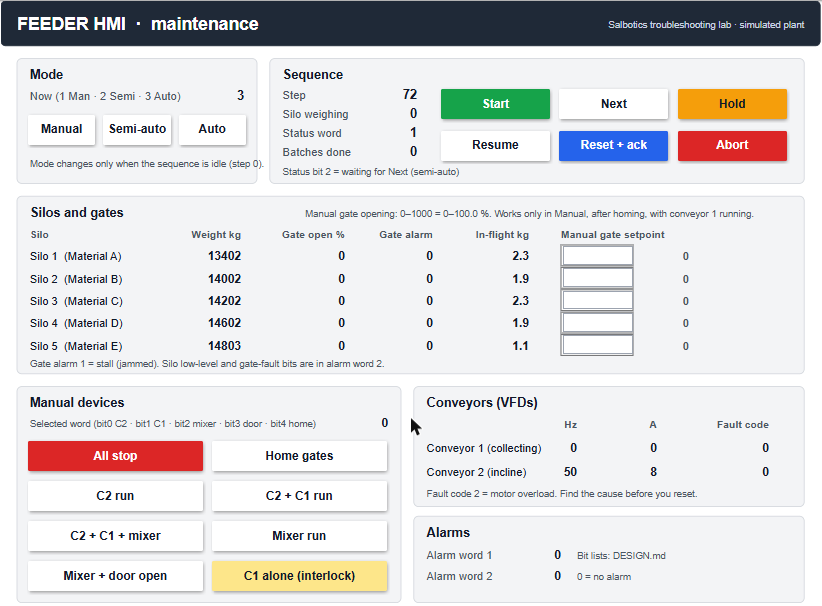 FEEDER HMI · maintenance
Salbotics troubleshooting lab · simulated plant
Mode
Now (1 Man · 2 Semi · 3 Auto) 3
Manual Semi-auto Auto
Mode changes only when the sequence is idle (step 0).
Sequence
Step 72
Silo weighing 0
Status word 1
Batches done 0
Start Next Hold
Resume Reset + ack Abort
Status bit 2 = waiting for Next (semi-auto)
Silos and gates
Manual gate opening: 0–1000 = 0–100.0 %. Works only in Manual, after homing, with conveyor 1 running.
Silo Weight kg Gate open % Gate alarm In-flight kg Manual gate setpoint
Silo 1 (Material A) 13402 0 0 2.3 0
Silo 2 (Material B) 14002 0 0 1.9 0
Silo 3 (Material C) 14202 0 0 2.3 0
Silo 4 (Material D) 14602 0 0 1.9 0
Silo 5 (Material E) 14803 0 0 1.1 0
Gate alarm 1 = stall (jammed). Silo low-level and gate-fault bits are in alarm word 2.
Manual devices
Selected word (bit0 C2 · bit1 C1 · bit2 mixer · bit3 door · bit4 home) 0
All stop Home gates
C2 run C2 + C1 run
C2 + C1 + mixer Mixer run
Mixer + door open C1 alone (interlock)
Conveyors (VFDs)
Hz A Fault code
Conveyor 1 (collecting) 0 0 0
Conveyor 2 (incline) 50 8 0
Fault code 2 = motor overload. Find the cause before you reset.
Alarms
Alarm word 1 0 Bit lists: DESIGN.md
Alarm word 2 0 0 = no alarm